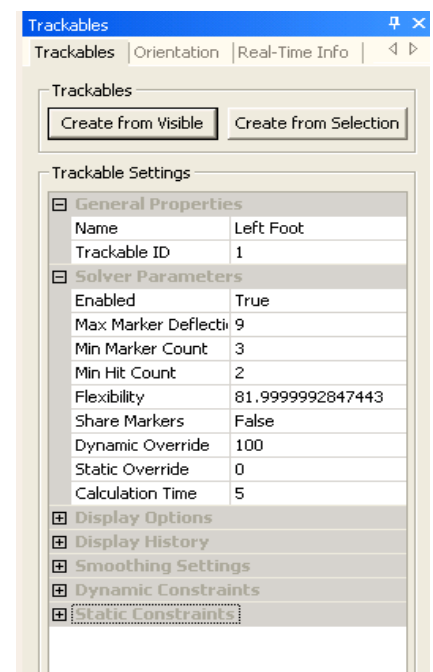 Trackables
Trackables Orientation Real-Time Info
Trackables
Create from Visible Create from Selection
Trackable Settings
General Properties
Name Left Foot
Trackable ID 1
Solver Parameters
Enabled True
Max Marker Deflecti 9
Min Marker Count 3
Min Hit Count 2
Flexibility 81.9999992847443
Share Markers False
Dynamic Override 100
Static Override 0
Calculation Time 5
Display Options
Display History
Smoothing Settings
Dynamic Constraints
Static Constraints